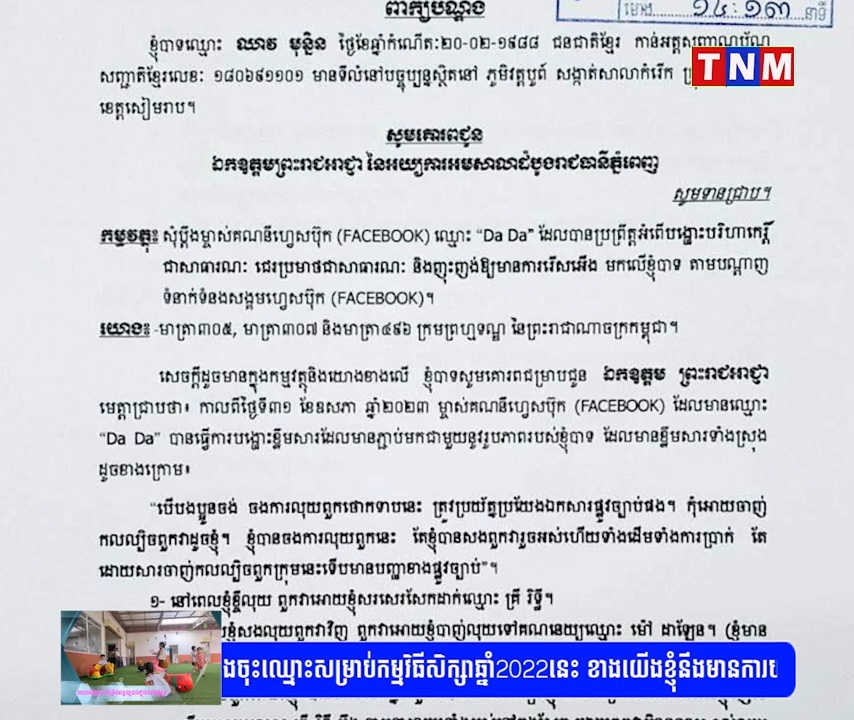 ពាក្យបណ្តឹង
ម៉ោង ១៤:១៣ នាទី
ខ្ញុំបាទឈ្មោះ ឈាវ មុន្និន ថ្ងៃខែឆ្នាំកំណើត:២០-០២-១៩៨៨ ជនជាតិខ្មែរ កាន់អត្តសញ្ញាណប័ណ្ណ
TNM
សញ្ជាតិខ្មែរលេខ: ១៨០៦៩១១០១ មានទីលំនៅបច្ចុប្បន្នស្ថិតនៅ ភូមិវត្តបូព៌ សង្កាត់សាលាកំរើក
ខេត្តសៀមរាប។
សូមគោរពជូន
ឯកឧត្តមព្រះរាជអាជ្ញា នៃអយ្យការអមសាលាដំបូងរាជធានីភ្នំពេញ
សូមទានជ្រាប។
កម្មវត្ថុ៖ សុំប្តឹងម្ចាស់គណនីហ្វេសប៊ុក (FACEBOOK) ឈ្មោះ “Da Da” ដែលបានប្រព្រឹត្តអំពើបង្ហោះបរិហាកេរ្តិ៍
ជាសាធារណៈ ជេរប្រមាថជាសាធារណៈ និងញុះញង់ឱ្យមានការរើសអើង មកលើខ្ញុំបាទ តាមបណ្តាញ
ទំនាក់ទំនងសង្គមហ្វេសប៊ុក (FACEBOOK)។
យោង៖ -មាត្រា៣០៥, មាត្រា៣០៧ និងមាត្រា៤៩៦ ក្រមព្រហ្មទណ្ឌ នៃព្រះរាជាណាចក្រកម្ពុជា។
សេចក្តីដូចមានក្នុងកម្មវត្ថុនិងយោងខាងលើ ខ្ញុំបាទសូមគោរពជម្រាបជូន ឯកឧត្តម ព្រះរាជអាជ្ញា
មេត្តាជ្រាបថា៖ កាលពីថ្ងៃទី៣១ ខែឧសភា ឆ្នាំ២០២៣ ម្ចាស់គណនីហ្វេសប៊ុក (FACEBOOK) ដែលមានឈ្មោះ
“Da Da” បានធ្វើការបង្ហោះខ្លឹមសារដែលមានភ្ជាប់មកជាមួយនូវរូបភាពរបស់ខ្ញុំបាទ ដែលមានខ្លឹមសារទាំងស្រុង
ដូចខាងក្រោម៖
“បើបងប្អូនចង់ ចងការលុយពួកថោកទាបនេះ ត្រូវប្រយ័ត្នប្រយែងឯកសារផ្លូវច្បាប់ផង។ កុំអោយចាញ់
កលល្បិចពួកវាដូចខ្ញុំ។ ខ្ញុំបានចងការលុយពួកនេះ តែខ្ញុំបានសងពួកវារួចអស់ហើយទាំងដើមទាំងការប្រាក់ តែ
ដោយសារចាញ់កលល្បិចពួកក្រុមនេះទើបមានបញ្ហាខាងផ្លូវច្បាប់”។
១- នៅពេលខ្ញុំខ្ចីលុយ ពួកវាអោយខ្ញុំសរសេរសែកដាក់ឈ្មោះ គ្រី រិទ្ធី។
ខ្ញុំសងលុយពួកវាវិញ ពួកវាអោយខ្ញុំបាញ់លុយទៅគណនេយ្យឈ្មោះ ម៉ៅ ដាឡែន។ (ខ្ញុំមាន
ងចុះឈ្មោះសម្រាប់កម្មវិធីសិក្សាឆ្នាំ2022នេះ ខាងយើងខ្ញុំនឹងមានការប